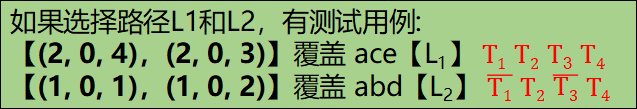 如果选择路径L1和L2，有测试用例:
【(2, 0, 4)，(2, 0, 3)】覆盖 ace【L₁】 T₁ T₂ T₃ T₄
【(1, 0, 1)，(1, 0, 2)】覆盖 abd【L₂】 T̅₁ T₂ T̅₃ T₄